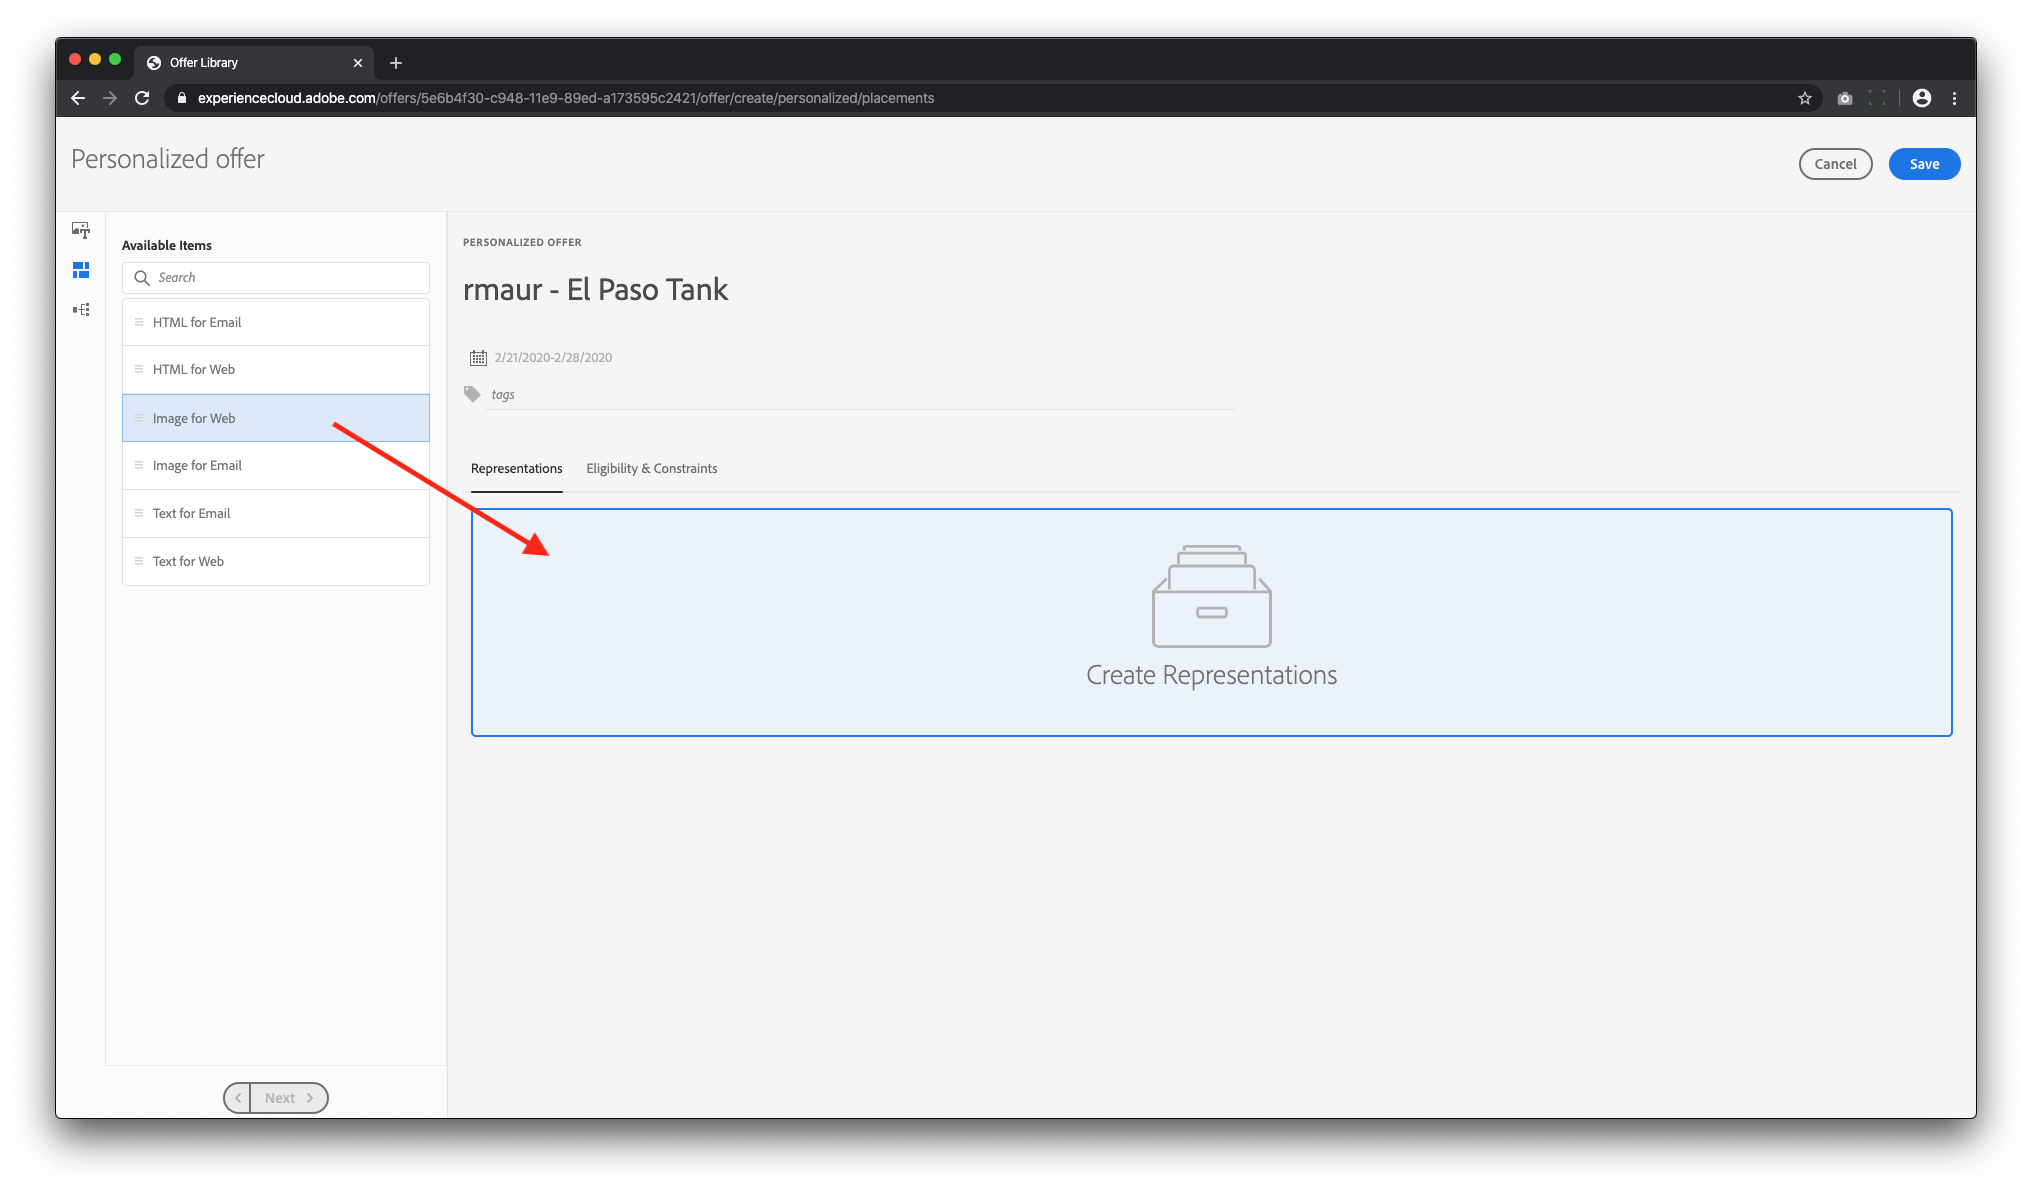 Offer Library
experiencecloud.adobe.com/offers/5e6b4f30-c948-11e9-89ed-a173595c2421/offer/create/personalized/placements
Personalized offer
Cancel
Save
Available Items
Search
HTML for Email
HTML for Web
Image for Web
Image for Email
Text for Email
Text for Web
Next
PERSONALIZED OFFER
rmaur - El Paso Tank
2/21/2020-2/28/2020
tags
Representations
Eligibility & Constraints
Create Representations